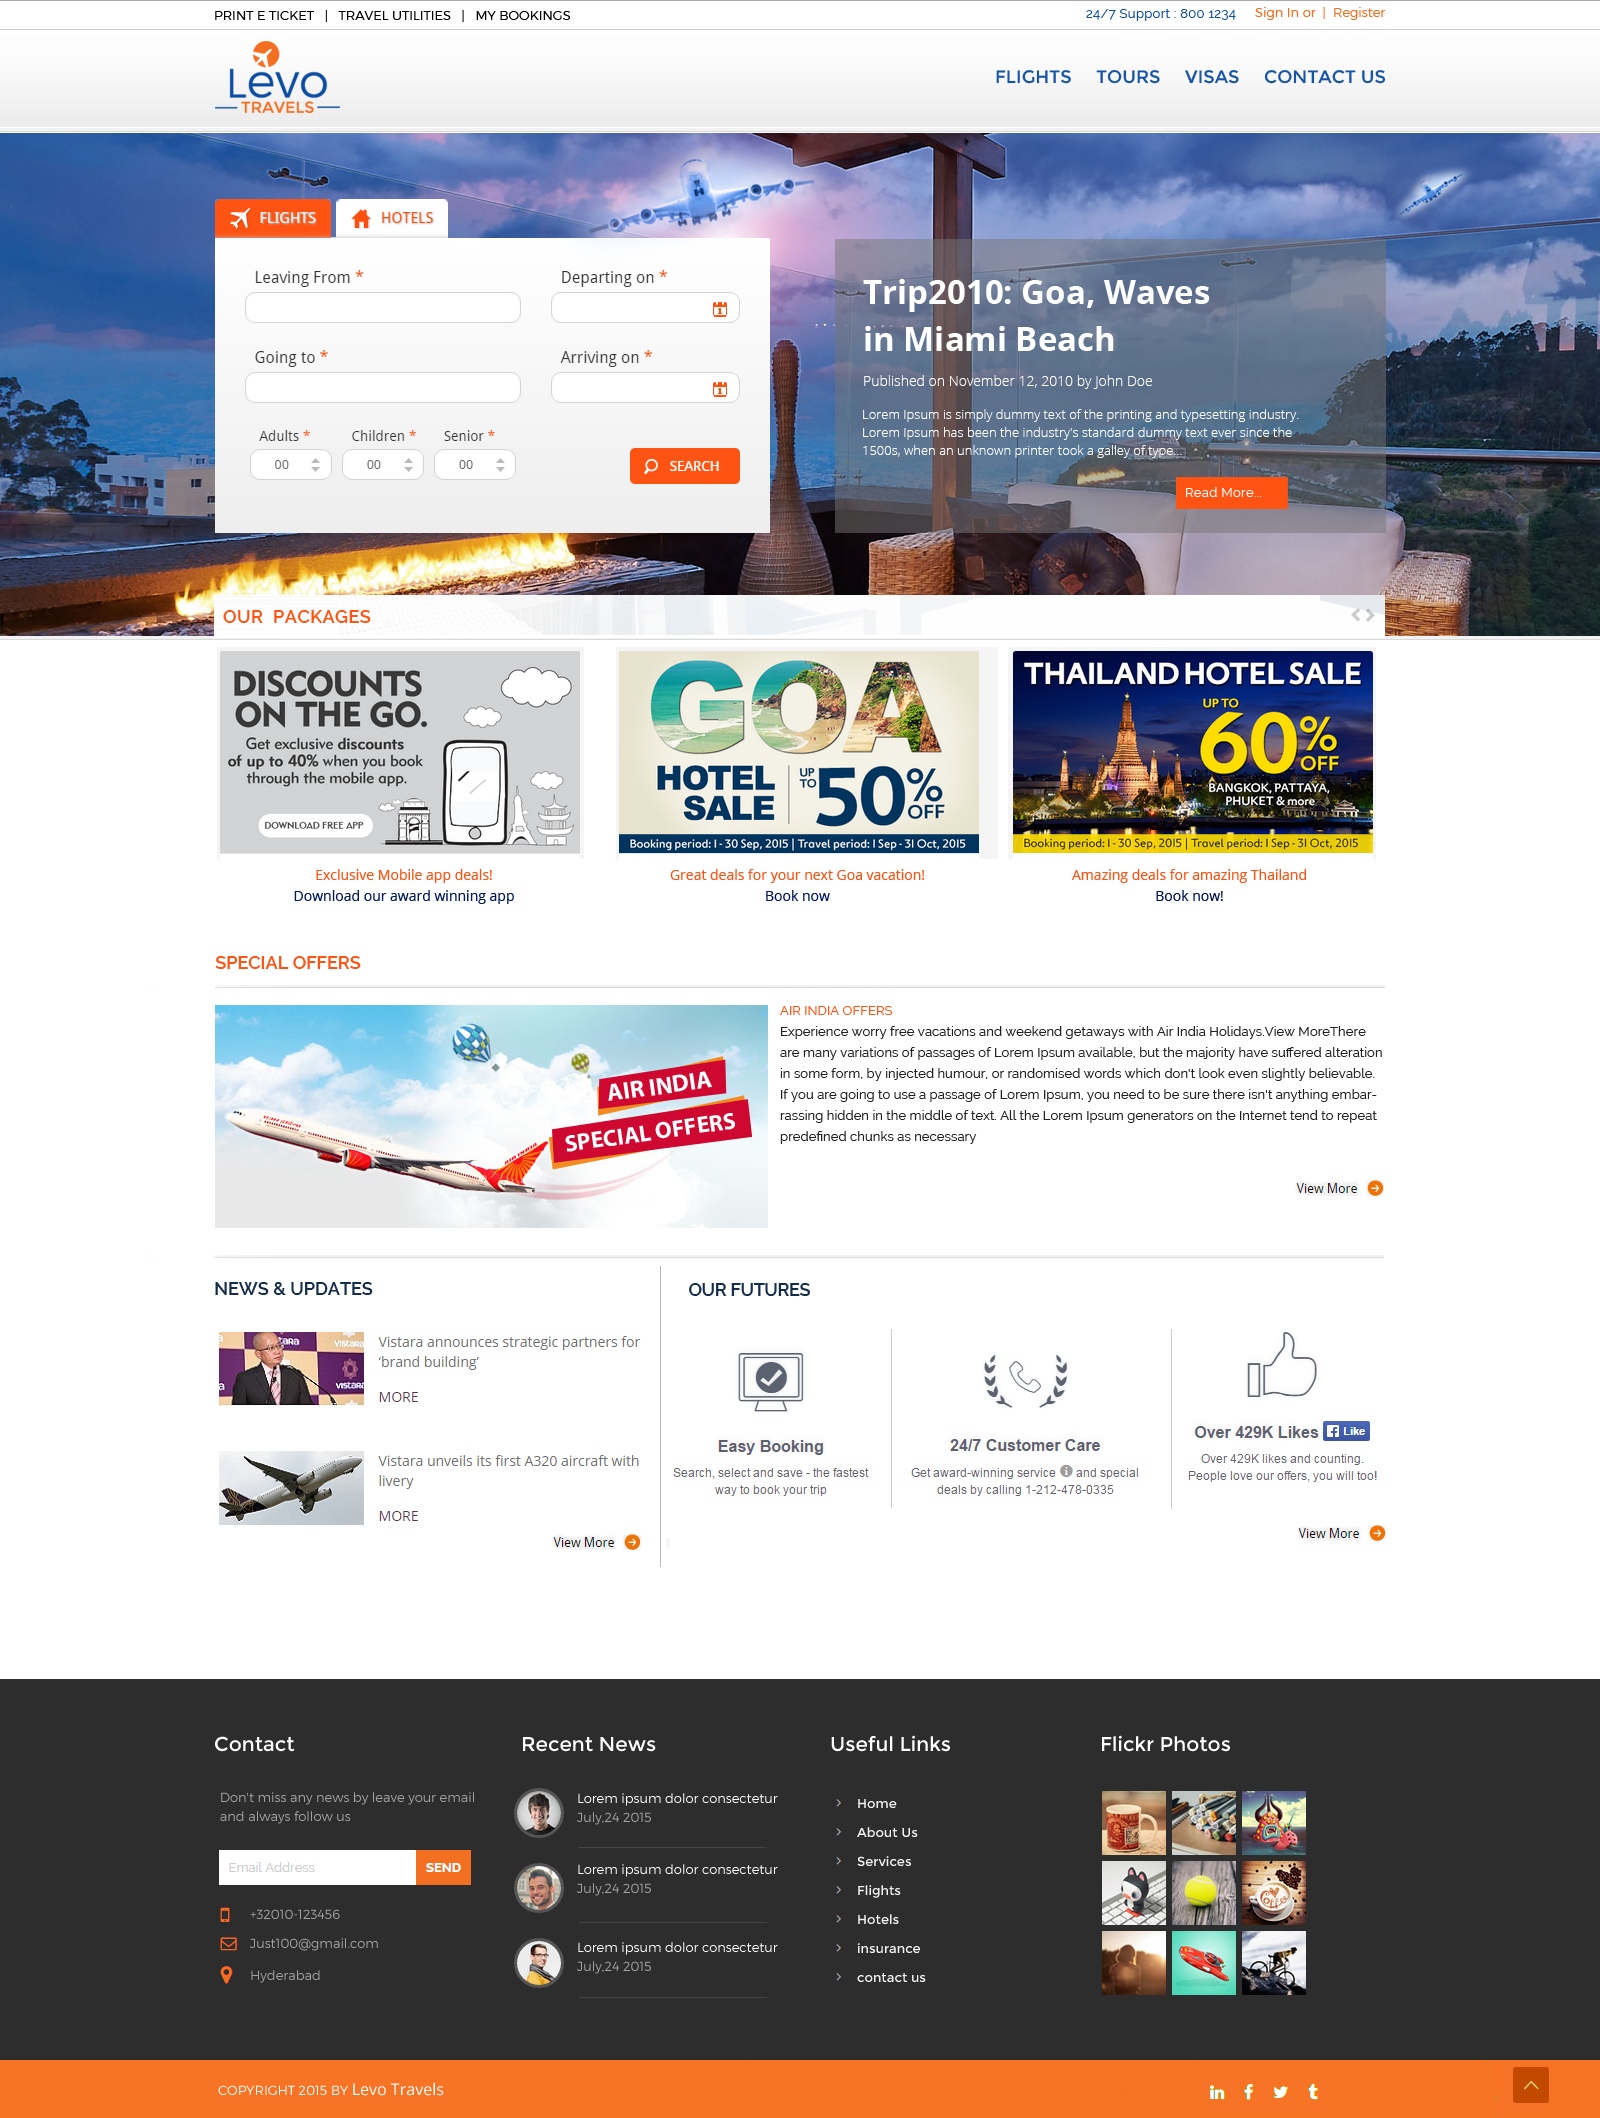 PRINT E TICKET | TRAVEL UTILITIES | MY BOOKINGS
24/7 Support : 800 1234 Sign In or | Register
Levo
TRAVELS
FLIGHTS TOURS VISAS CONTACT US
FLIGHTS HOTELS
Leaving From * Departing on *
Going to * Arriving on *
Adults * Children * Senior *
00 00 00
SEARCH
Trip2010: Goa, Waves
in Miami Beach
Published on November 12, 2010 by John Doe
Lorem Ipsum is simply dummy text of the printing and typesetting industry.
Lorem Ipsum has been the industry's standard dummy text ever since the
1500s, when an unknown printer took a galley of type...
Read More...
OUR PACKAGES
DISCOUNTS
ON THE GO.
Get exclusive discounts
of up to 40% when you book
through the mobile app.
DOWNLOAD FREE APP
GOA
HOTEL
SALE
UP TO 50% OFF
Booking period: 1 - 30 Sep, 2015 | Travel period: 1 Sep - 31 Oct, 2015
THAILAND HOTEL SALE
UP TO
60% OFF
BANGKOK, PATTAYA,
PHUKET & more
Booking period: 1 - 30 Sep, 2015 | Travel period: 1 Sep - 31 Oct, 2015
Exclusive Mobile app deals!
Download our award winning app
Great deals for your next Goa vacation!
Book now
Amazing deals for amazing Thailand
Book now!
SPECIAL OFFERS
AIR INDIA
SPECIAL OFFERS
AIR INDIA OFFERS
Experience worry free vacations and weekend getaways with Air India Holidays.View MoreThere
are many variations of passages of Lorem Ipsum available, but the majority have suffered alteration
in some form, by injected humour, or randomised words which don't look even slightly believable.
If you are going to use a passage of Lorem Ipsum, you need to be sure there isn't anything embar-
rassing hidden in the middle of text. All the Lorem Ipsum generators on the Internet tend to repeat
predefined chunks as necessary
View More
NEWS & UPDATES
Vistara announces strategic partners for
‘brand building’
MORE
Vistara unveils its first A320 aircraft with
livery
MORE
View More
OUR FUTURES
Easy Booking
Search, select and save - the fastest
way to book your trip
24/7 Customer Care
Get award-winning service and special
deals by calling 1-212-478-0335
Over 429K Likes Like
Over 429K likes and counting.
People love our offers, you will too!
View More
Contact
Don't miss any news by leave your email
and always follow us
Email Address SEND
+32010-123456
Just100@gmail.com
Hyderabad
Recent News
Lorem ipsum dolor consectetur
July,24 2015
Lorem ipsum dolor consectetur
July,24 2015
Lorem ipsum dolor consectetur
July,24 2015
Useful Links
Home
About Us
Services
Flights
Hotels
insurance
contact us
Flickr Photos
COPYRIGHT 2015 BY Levo Travels